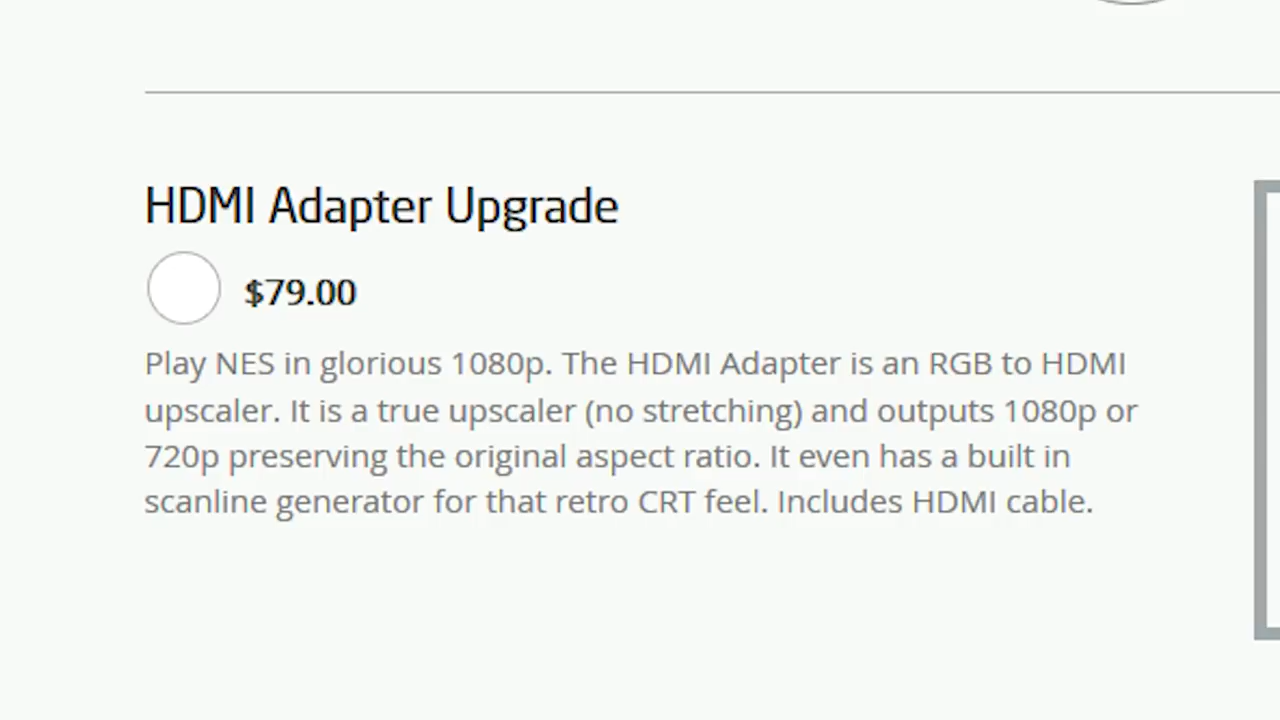 HDMI Adapter Upgrade
$79.00
Play NES in glorious 1080p. The HDMI Adapter is an RGB to HDMI
upscaler. It is a true upscaler (no stretching) and outputs 1080p or
720p preserving the original aspect ratio. It even has a built in
scanline generator for that retro CRT feel. Includes HDMI cable.